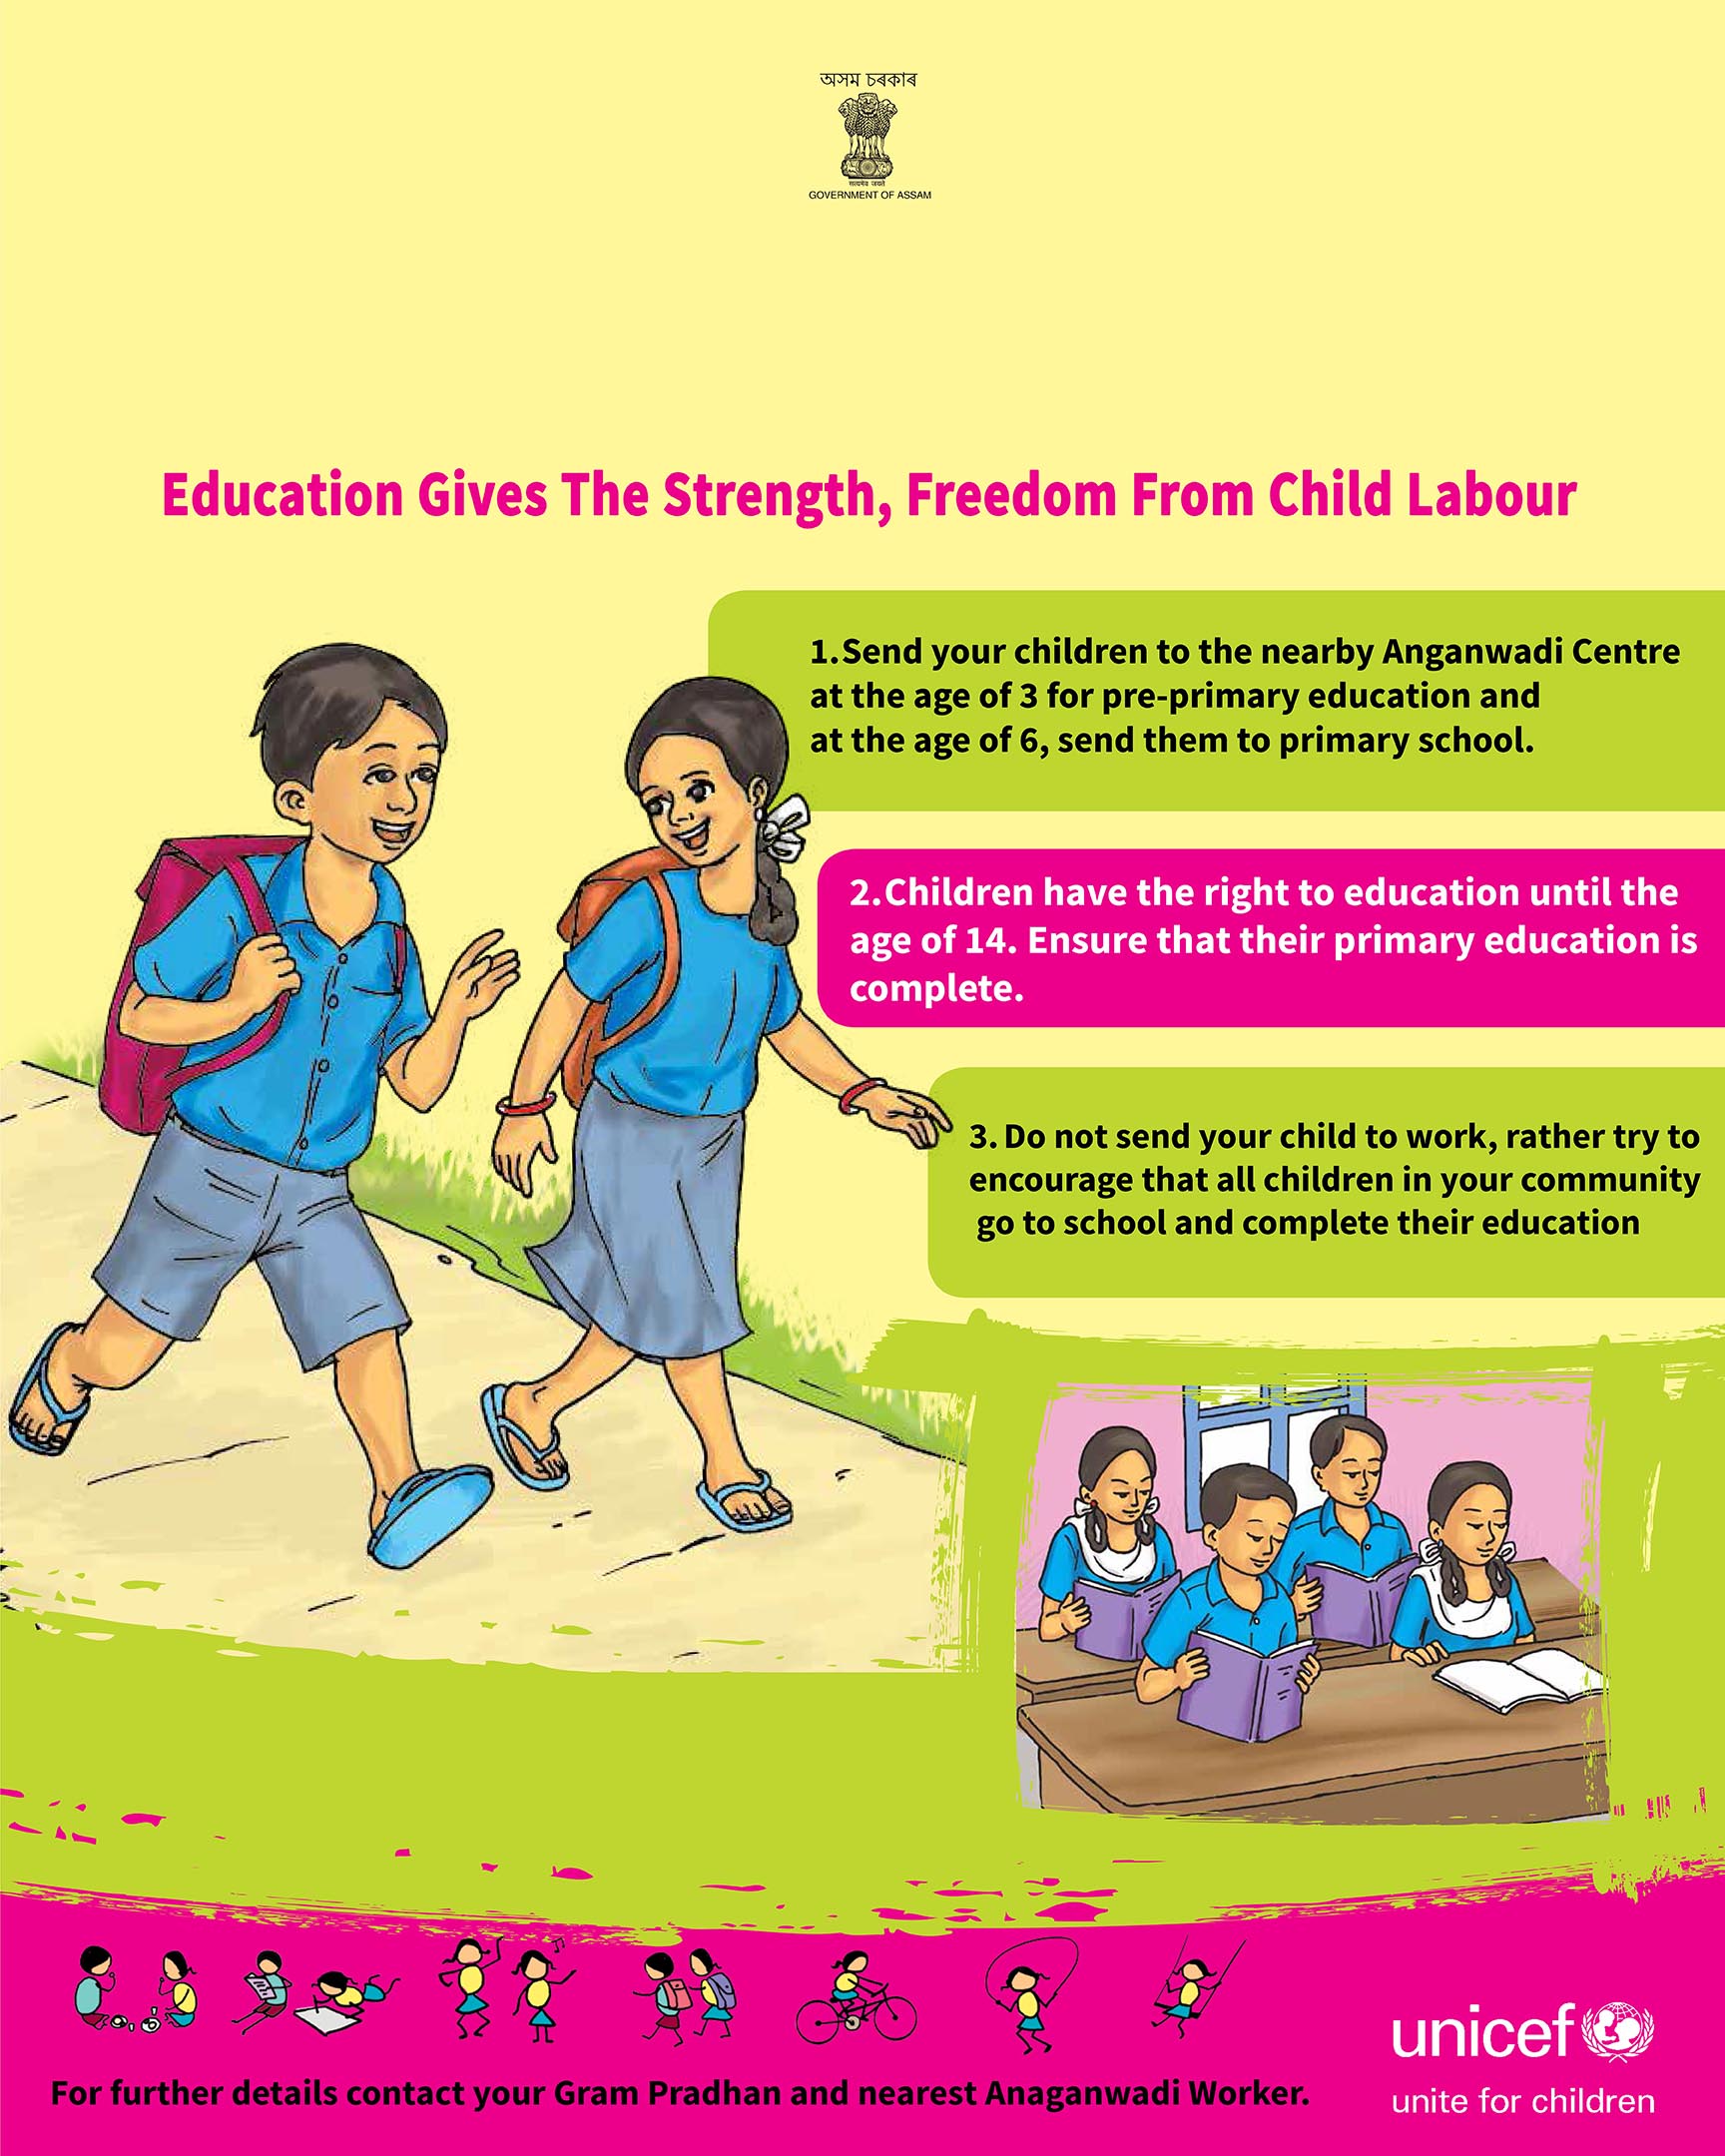 অসম চৰকাৰ
सत्यमेव जयते
GOVERNMENT OF ASSAM
Education Gives The Strength, Freedom From Child Labour
1.Send your children to the nearby Anganwadi Centre
at the age of 3 for pre-primary education and
at the age of 6, send them to primary school.
2.Children have the right to education until the
age of 14. Ensure that their primary education is
complete.
3. Do not send your child to work, rather try to
encourage that all children in your community
go to school and complete their education
For further details contact your Gram Pradhan and nearest Anaganwadi Worker.
unicef
unite for children